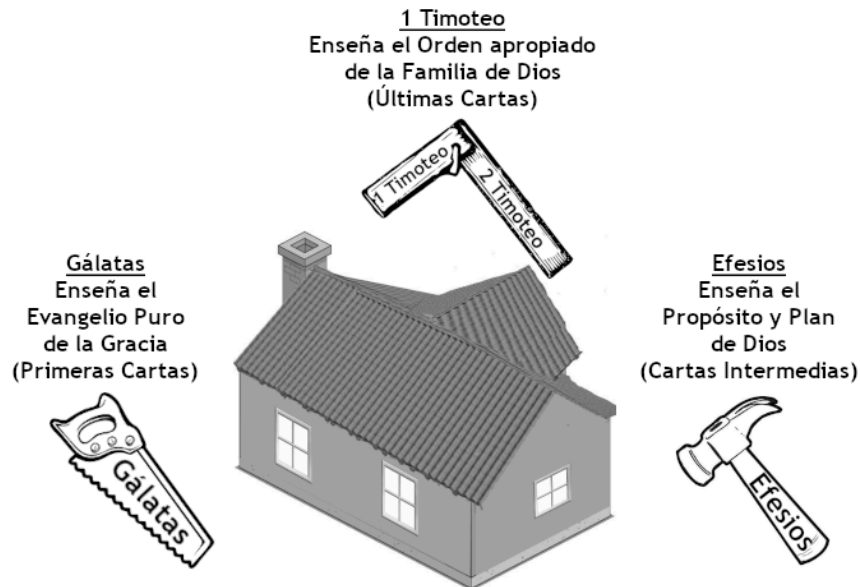 1 Timoteo
Enseña el Orden apropiado
de la Familia de Dios
(Últimas Cartas)
1 Timoteo
2 Timoteo
Gálatas
Enseña el
Evangelio Puro
de la Gracia
(Primeras Cartas)
Gálatas
Efesios
Enseña el
Propósito y Plan
de Dios
(Cartas Intermedias)
Efesios